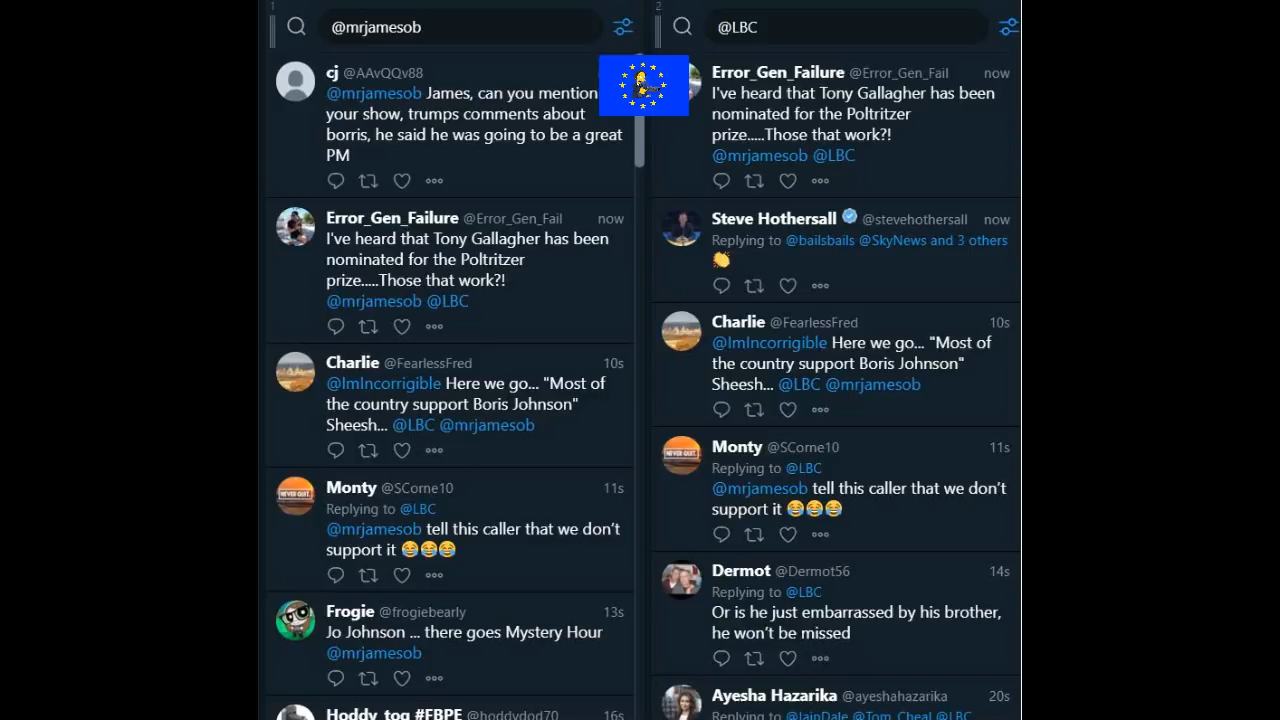 1
@mrjamesob
cj @AAvQQv88
@mrjamesob James, can you mention
your show, trumps comments about
borris, he said he was going to be a great
PM
Error_Gen_Failure @Error_Gen_Fail now
I've heard that Tony Gallagher has been
nominated for the Poltritzer
prize.....Those that work?!
@mrjamesob @LBC
Charlie @FearlessFred 10s
@ImIncorrigible Here we go... "Most of
the country support Boris Johnson"
Sheesh... @LBC @mrjamesob
Monty @SCorne10 11s
Replying to @LBC
@mrjamesob tell this caller that we don't
support it 😂😂😂
Frogie @frogiebearly 13s
Jo Johnson ... there goes Mystery Hour
@mrjamesob
Hoddy_tog #FBPE @hoddydod70 16s
2
@LBC
Error_Gen_Failure @Error_Gen_Fail now
I've heard that Tony Gallagher has been
nominated for the Poltritzer
prize.....Those that work?!
@mrjamesob @LBC
Steve Hothersall @stevehothersall now
Replying to @bailsbails @SkyNews and 3 others
👏
Charlie @FearlessFred 10s
@ImIncorrigible Here we go... "Most of
the country support Boris Johnson"
Sheesh... @LBC @mrjamesob
Monty @SCorne10 11s
Replying to @LBC
@mrjamesob tell this caller that we don't
support it 😂😂😂
Dermot @Dermot56 14s
Replying to @LBC
Or is he just embarrassed by his brother,
he won't be missed
Ayesha Hazarika @ayeshahazarika 20s
Replying to @IainDale @Tom_Cheal @LBC